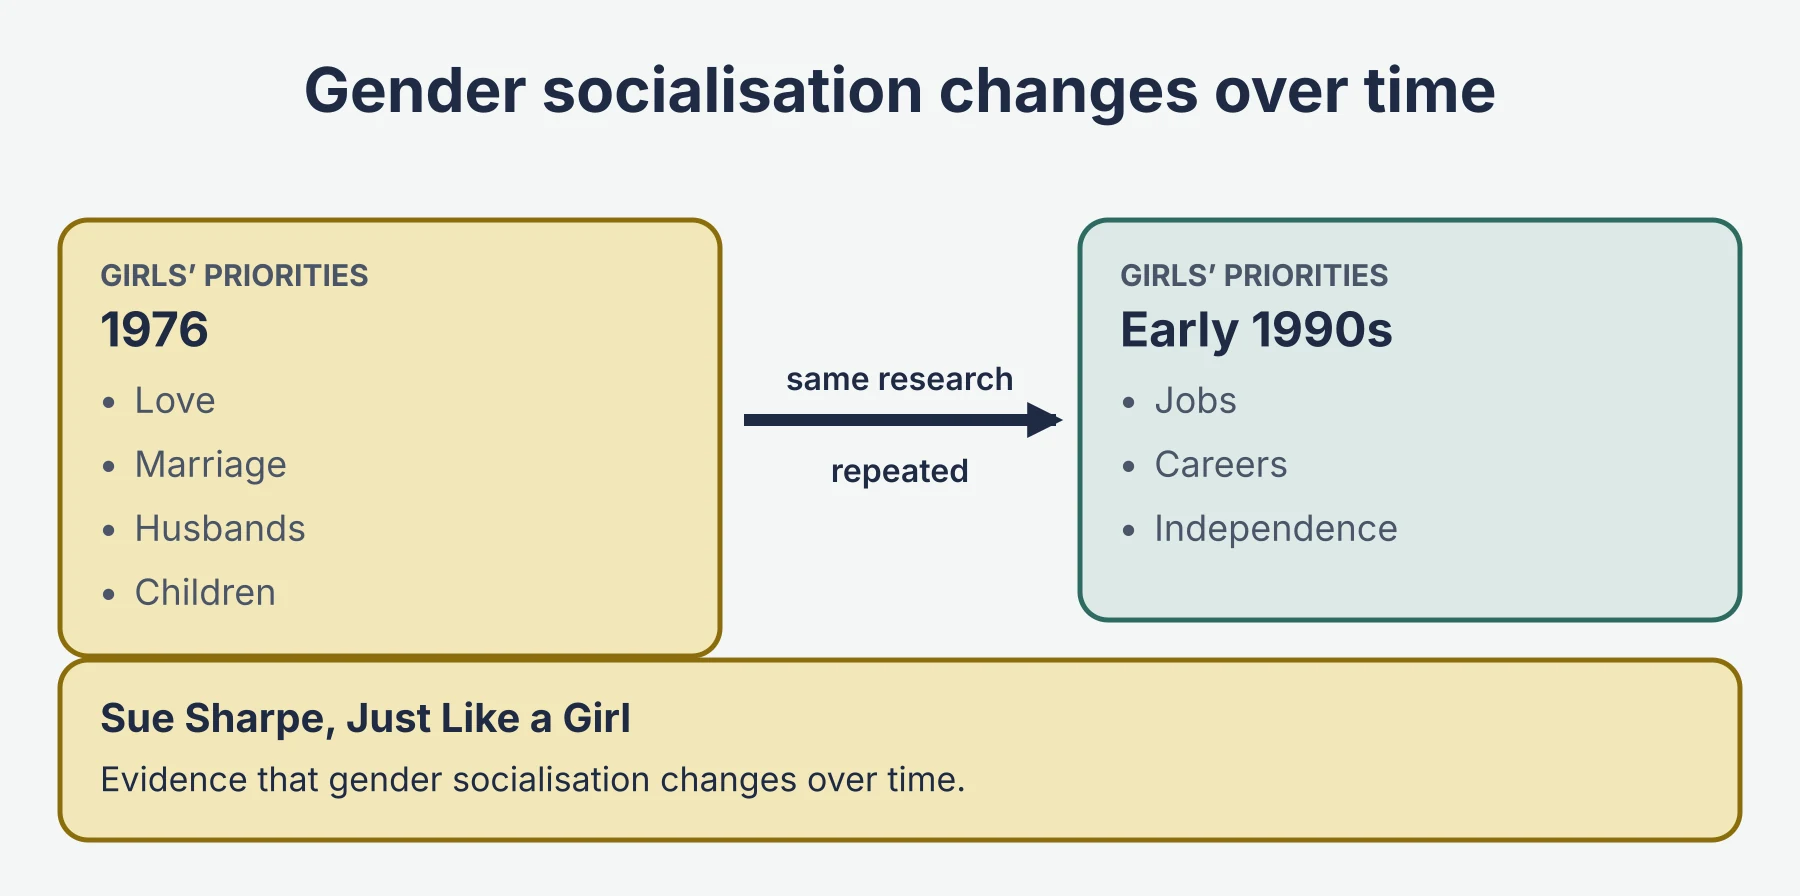 Gender socialisation changes over time
GIRLS’ PRIORITIES
1976
• Love
• Marriage
• Husbands
• Children
same research
repeated
GIRLS’ PRIORITIES
Early 1990s
• Jobs
• Careers
• Independence
Sue Sharpe, Just Like a Girl
Evidence that gender socialisation changes over time.